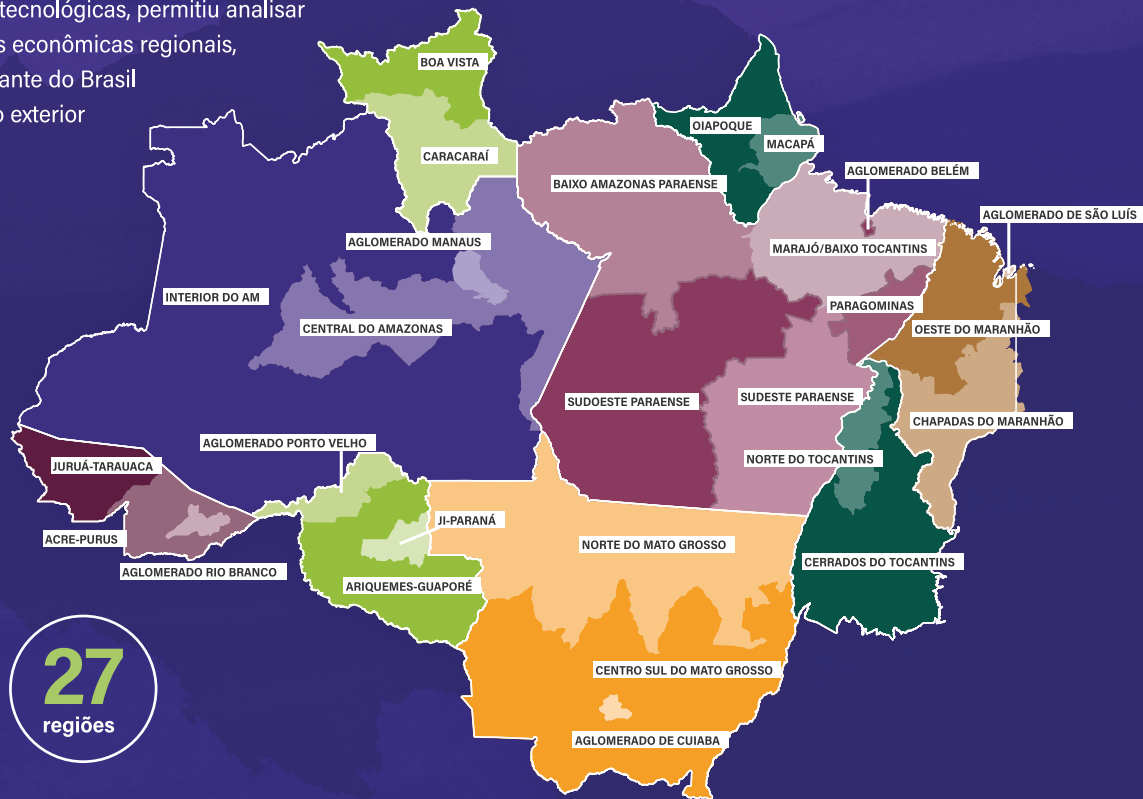 tecnológicas, permitiu analisar
s econômicas regionais,
ante do Brasil
o exterior
BOA VISTA
OIAPOQUE
MACAPÁ
CARACARAÍ
AGLOMERADO BELÉM
BAIXO AMAZONAS PARAENSE
AGLOMERADO DE SÃO LUÍS
AGLOMERADO MANAUS
MARAJÓ/BAIXO TOCANTINS
INTERIOR DO AM
PARAGOMINAS
CENTRAL DO AMAZONAS
OESTE DO MARANHÃO
SUDOESTE PARAENSE
SUDESTE PARAENSE
CHAPADAS DO MARANHÃO
AGLOMERADO PORTO VELHO
NORTE DO TOCANTINS
JURUÁ-TARAUACA
JI-PARANÁ
ACRE-PURUS
NORTE DO MATO GROSSO
CERRADOS DO TOCANTINS
AGLOMERADO RIO BRANCO
ARIQUEMES-GUAPORÉ
27
regiões
CENTRO SUL DO MATO GROSSO
AGLOMERADO DE CUIABA